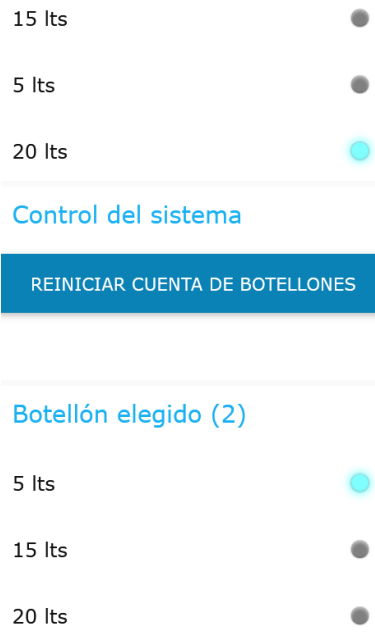 15 lts
5 lts
20 lts
Control del sistema
REINICIAR CUENTA DE BOTELLONES
Botellón elegido (2)
5 lts
15 lts
20 lts